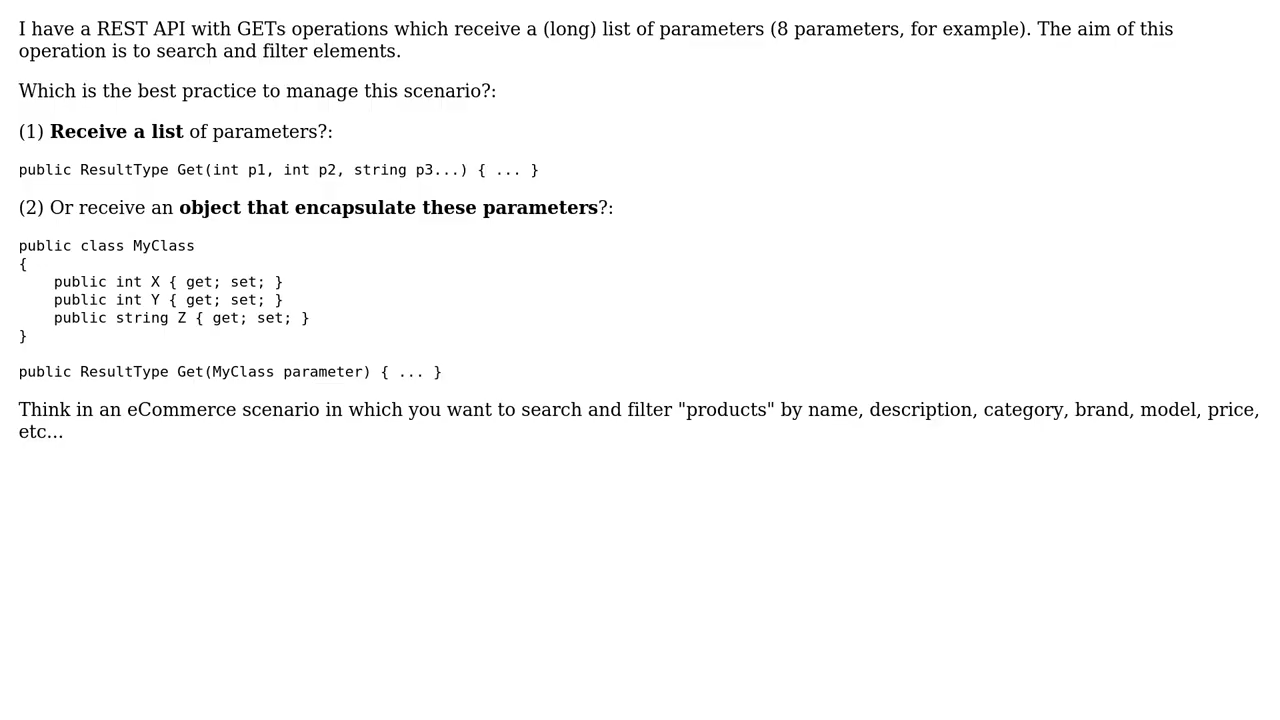 I have a REST API with GETs operations which receive a (long) list of parameters (8 parameters, for example). The aim of this
operation is to search and filter elements.
Which is the best practice to manage this scenario?:
(1) Receive a list of parameters?:
public ResultType Get(int p1, int p2, string p3...) { ... }
(2) Or receive an object that encapsulate these parameters?:
public class MyClass
{
    public int X { get; set; }
    public int Y { get; set; }
    public string Z { get; set; }
}
public ResultType Get(MyClass parameter) { ... }
Think in an eCommerce scenario in which you want to search and filter "products" by name, description, category, brand, model, price,
etc...